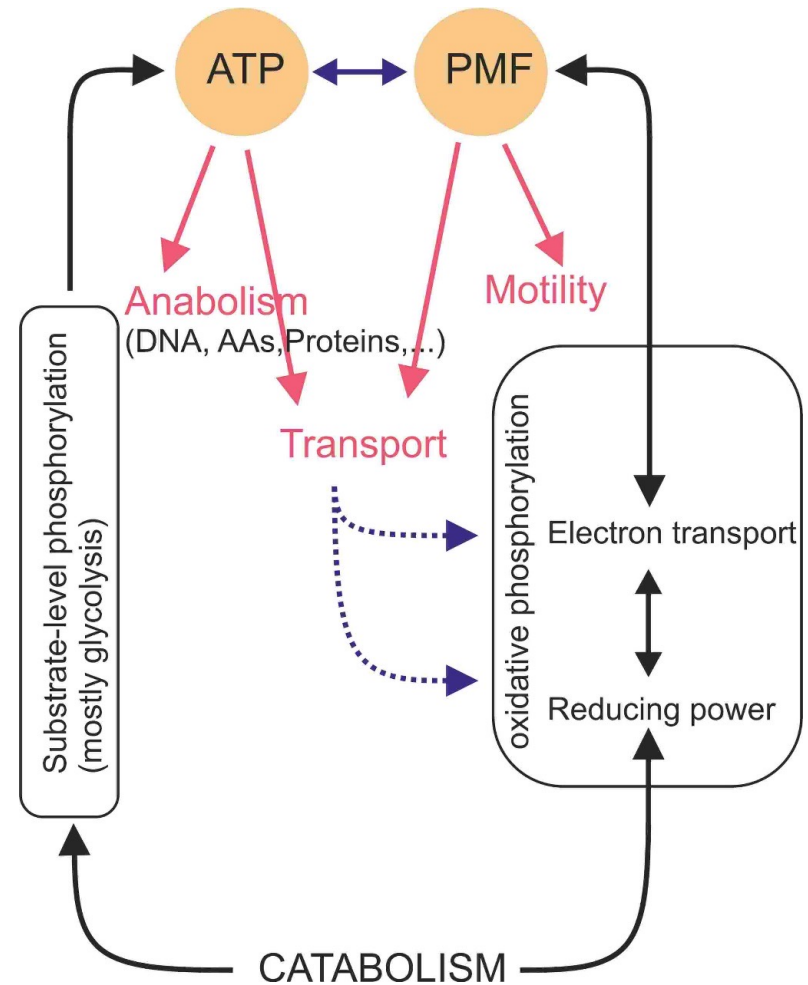 ATP
PMF
Anabolism
(DNA, AAs,Proteins,...)
Motility
Transport
Substrate-level phosphorylation
(mostly glycolysis)
oxidative phosphorylation
Electron transport
Reducing power
CATABOLISM